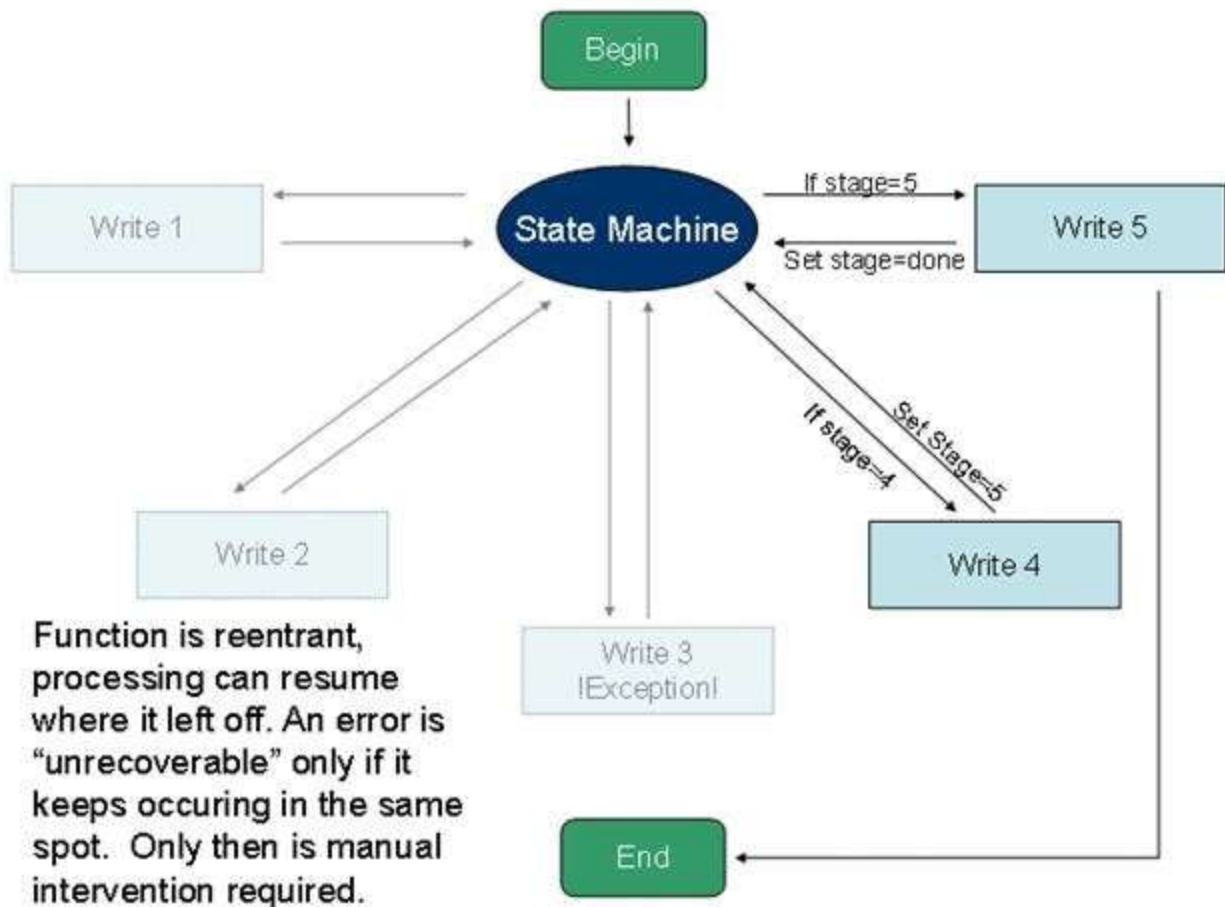 Begin
If stage=5
Write 1
State Machine
Write 5
Set stage=done
If stage=4
Set Stage=5
Write 2
Write 4
Write 3
!Exception!
Function is reentrant,
processing can resume
where it left off. An error is
“unrecoverable” only if it
keeps occuring in the same
spot.  Only then is manual
intervention required.
End